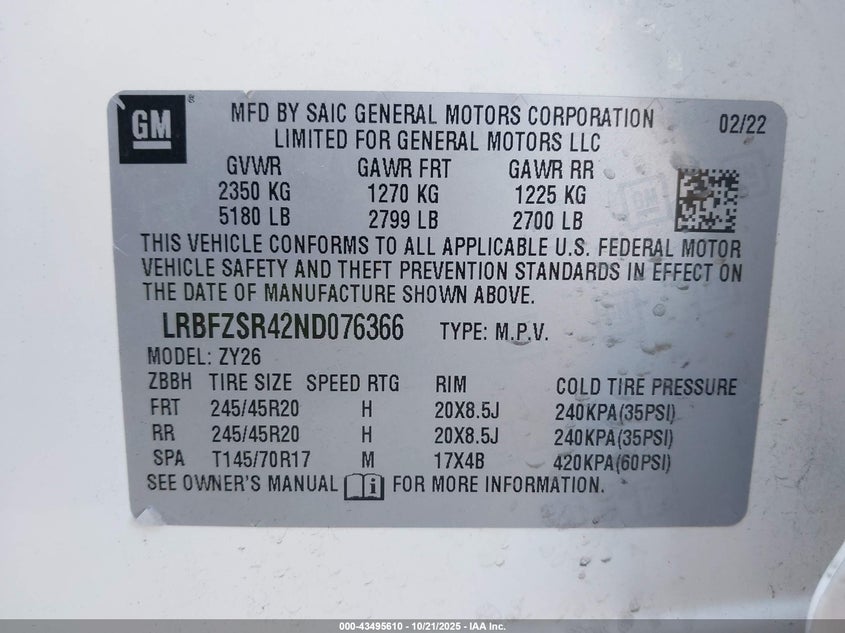 GM
MFD BY SAIC GENERAL MOTORS CORPORATION
LIMITED FOR GENERAL MOTORS LLC
02/22
GVWR GAWR FRT GAWR RR
2350 KG 1270 KG 1225 KG
5180 LB 2799 LB 2700 LB
THIS VEHICLE CONFORMS TO ALL APPLICABLE U.S. FEDERAL MOTOR
VEHICLE SAFETY AND THEFT PREVENTION STANDARDS IN EFFECT ON
THE DATE OF MANUFACTURE SHOWN ABOVE.
LRBFZSR42ND076366 TYPE: M.P.V.
MODEL: ZY26
ZBBH TIRE SIZE SPEED RTG RIM COLD TIRE PRESSURE
FRT 245/45R20 H 20X8.5J 240KPA(35PSI)
RR 245/45R20 H 20X8.5J 240KPA(35PSI)
SPA T145/70R17 M 17X4B 420KPA(60PSI)
SEE OWNER'S MANUAL i FOR MORE INFORMATION.
000-43495610 - 10/21/2025 - IAA Inc.